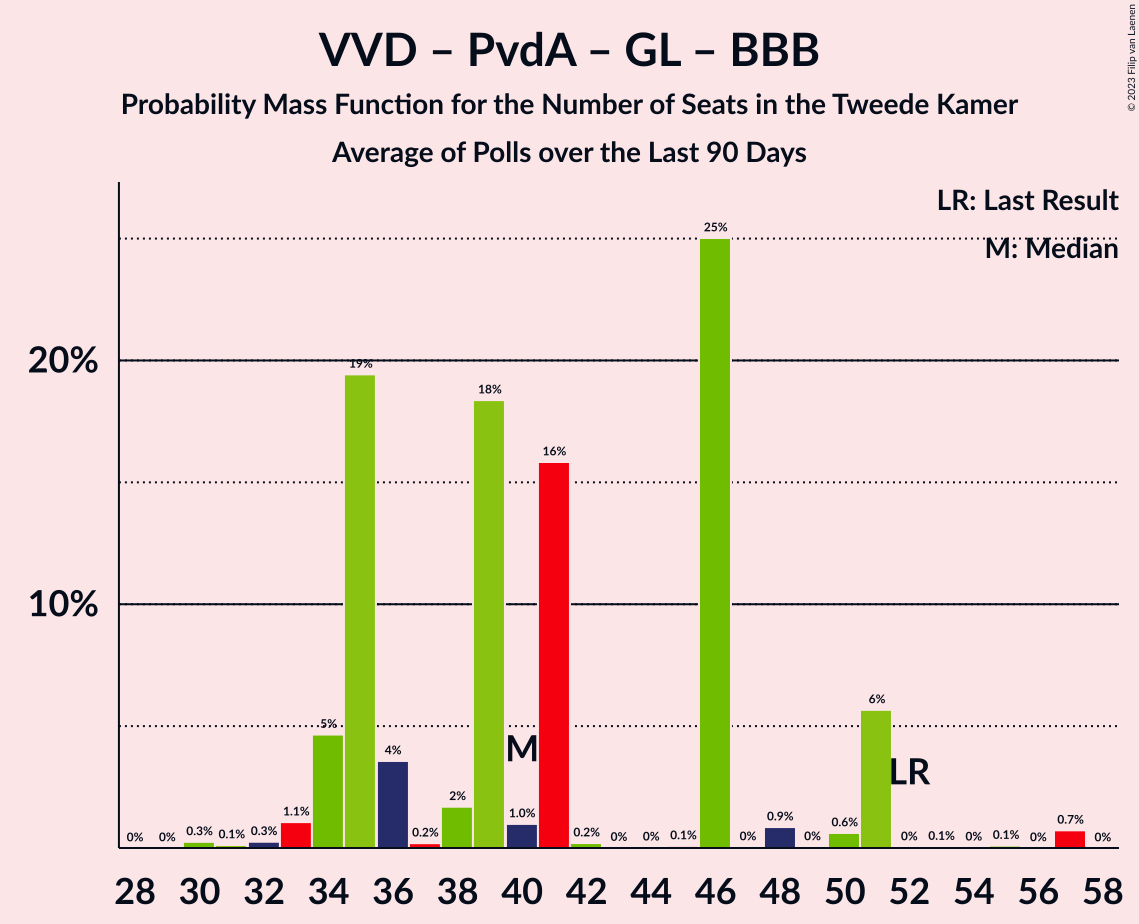 VVD – PvdA – GL – BBB
Probability Mass Function for the Number of Seats in the Tweede Kamer
Average of Polls over the Last 90 Days
© 2023 Filip van Laenen
LR: Last Result
M: Median
20%
10%
0% 0% 0.3% 0.1% 0.3% 1.1% 5% 19% 4% 0.2% 2% 18% 1.0% 16% 0.2% 0% 0% 0.1% 25% 0% 0.9% 0% 0.6% 6% 0% 0.1% 0% 0.1% 0% 0.7% 0%
M
LR
28 30 32 34 36 38 40 42 44 46 48 50 52 54 56 58